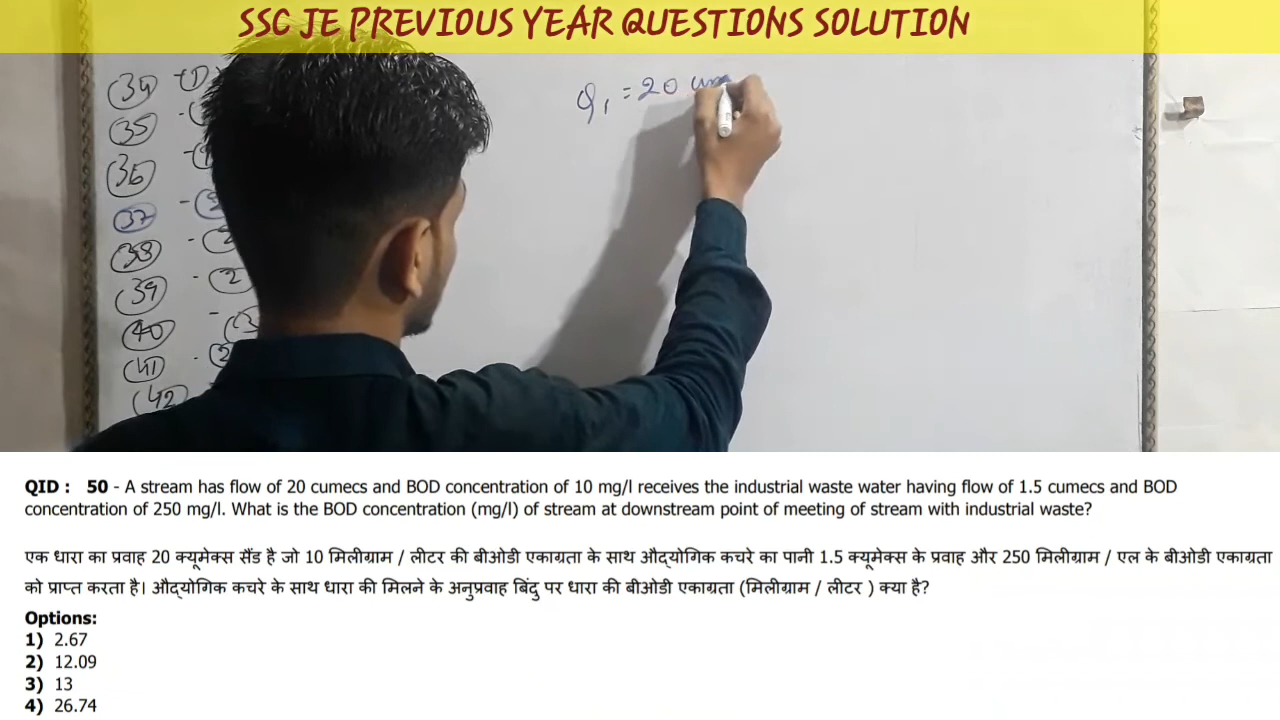 SSC JE PREVIOUS YEAR QUESTIONS SOLUTION
34 - 1
35 -
36 -
37 -
38 -
39 - 2
40 -
41 - 2
42
Q₁ = 20 cum
QID : 50 - A stream has flow of 20 cumecs and BOD concentration of 10 mg/l receives the industrial waste water having flow of 1.5 cumecs and BOD
concentration of 250 mg/l. What is the BOD concentration (mg/l) of stream at downstream point of meeting of stream with industrial waste?
एक धारा का प्रवाह 20 क्यूमेक्स सैंड है जो 10 मिलीग्राम / लीटर की बीओडी एकाग्रता के साथ औद्योगिक कचरे का पानी 1.5 क्यूमेक्स के प्रवाह और 250 मिलीग्राम / एल के बीओडी एकाग्रता
को प्राप्त करता है। औद्योगिक कचरे के साथ धारा की मिलने के अनुप्रवाह बिंदु पर धारा की बीओडी एकाग्रता (मिलीग्राम / लीटर ) क्या है?
Options:
1) 2.67
2) 12.09
3) 13
4) 26.74